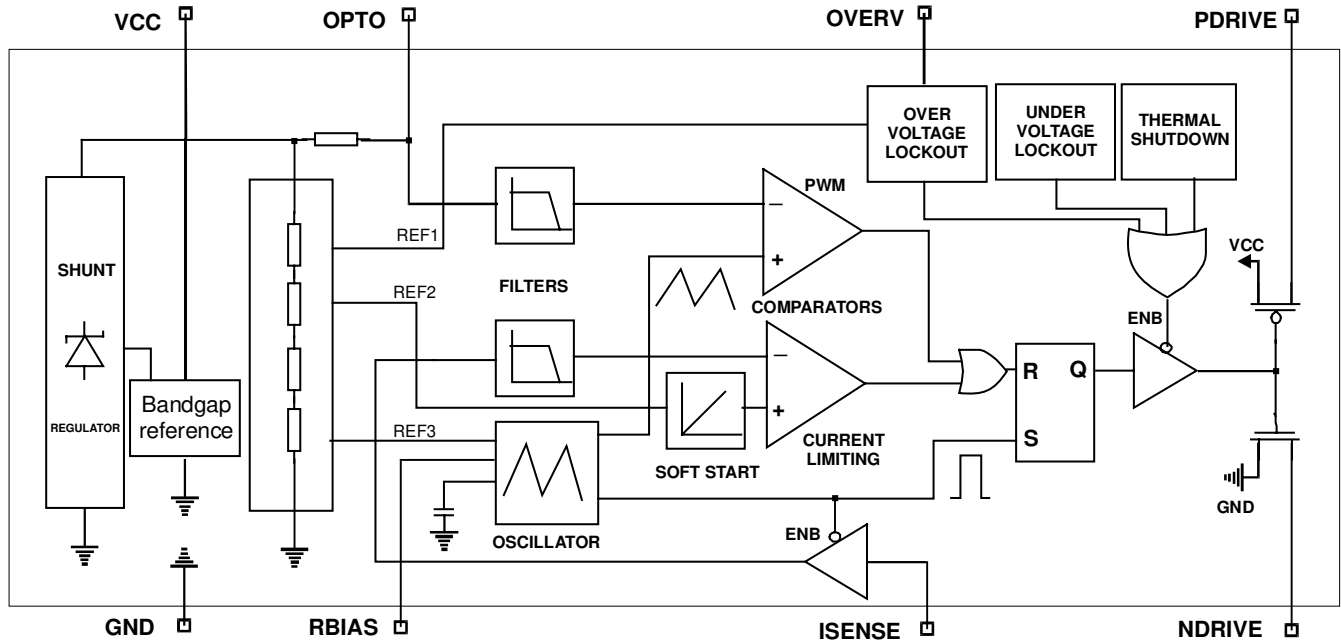 VCC
OPTO
OVERV
PDRIVE
OVER
VOLTAGE
LOCKOUT
UNDER
VOLTAGE
LOCKOUT
THERMAL
SHUTDOWN
PWM
–
+
REF1
SHUNT
REGULATOR
FILTERS
REF2
COMPARATORS
VCC
ENB
–
+
R
Q
S
Bandgap
reference
REF3
SOFT START
CURRENT
LIMITING
GND
OSCILLATOR
ENB
GND
RBIAS
ISENSE
NDRIVE